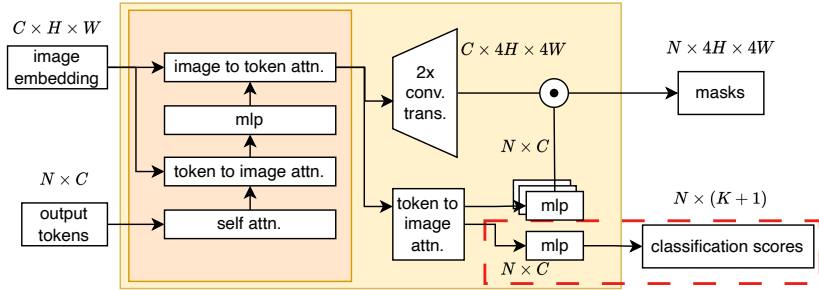 C × H × W
image
embedding
N × C
output
tokens
image to token attn.
mlp
token to image attn.
self attn.
2x
conv.
trans.
C × 4H × 4W
N × C
token to
image
attn.
mlp
mlp
N × C
N × 4H × 4W
masks
N × (K + 1)
classification scores